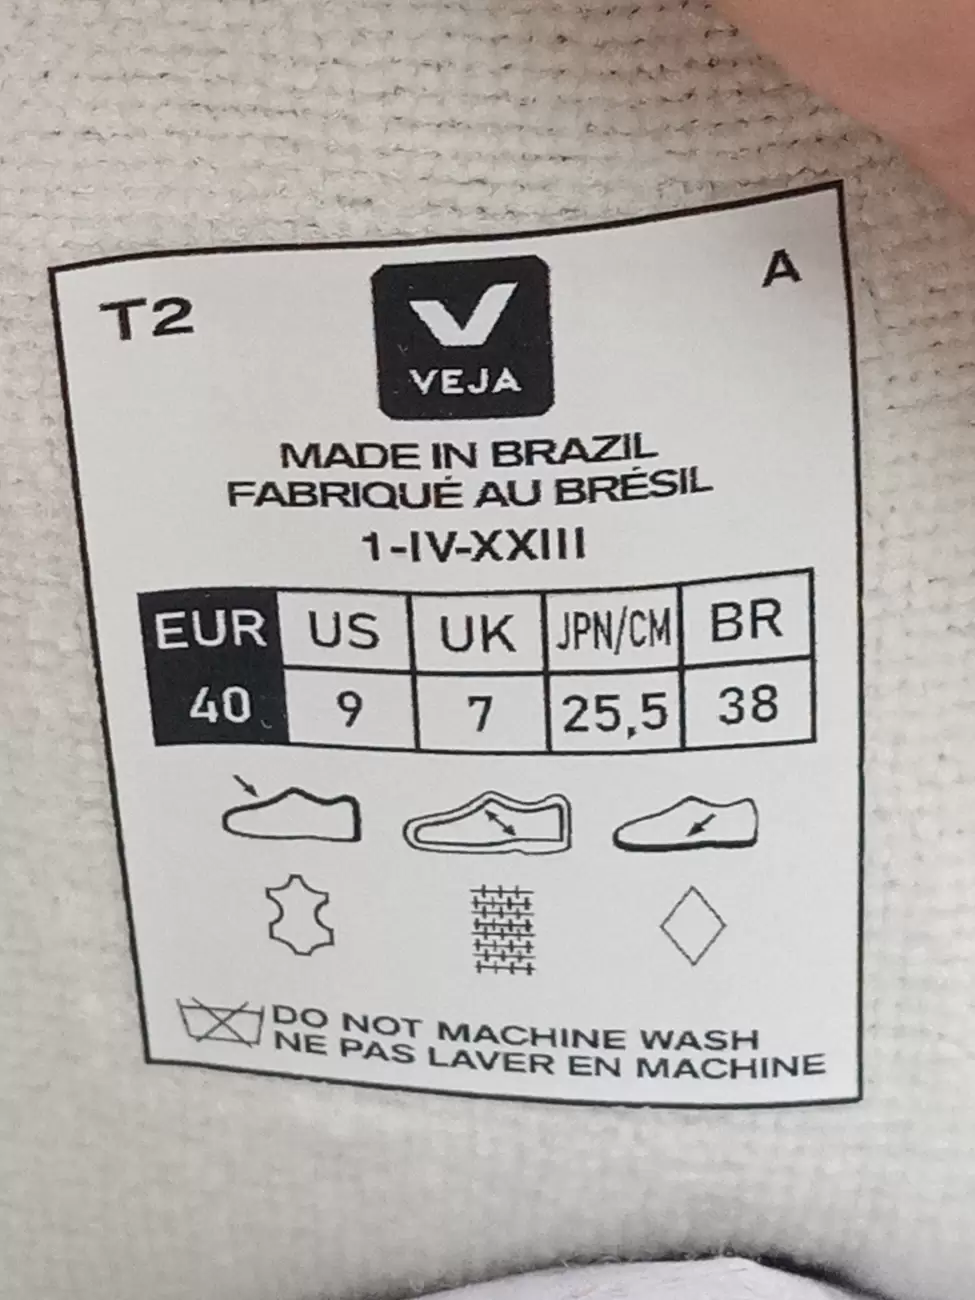 T2
A
VEJA
MADE IN BRAZIL
FABRIQUÉ AU BRÉSIL
1-IV-XXIII
EUR US UK JPN/CM BR
40 9 7 25,5 38
DO NOT MACHINE WASH
NE PAS LAVER EN MACHINE